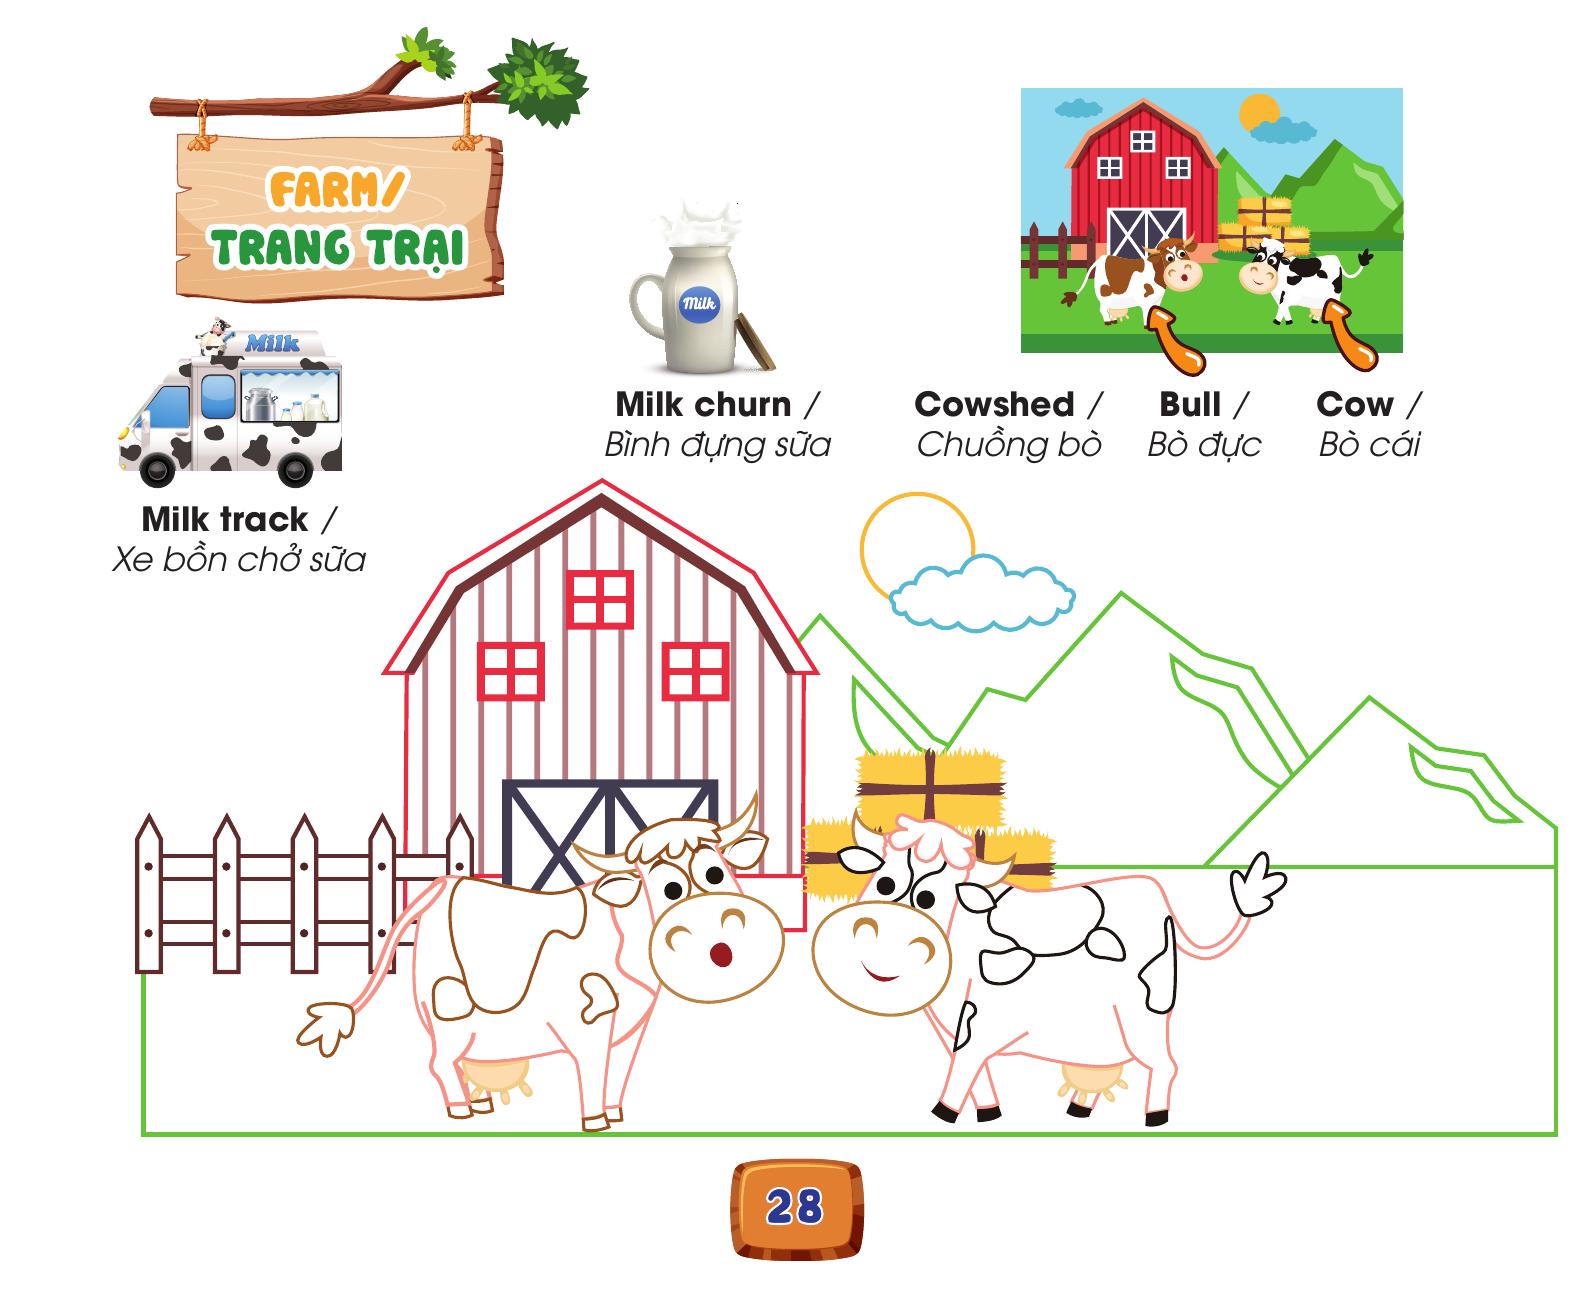 FARM/
TRANG TRẠI
Milk
Milk
Milk track /
Xe bồn chở sữa
Milk churn /
Bình đựng sữa
Cowshed /
Chuồng bò
Bull /
Bò đực
Cow /
Bò cái
28